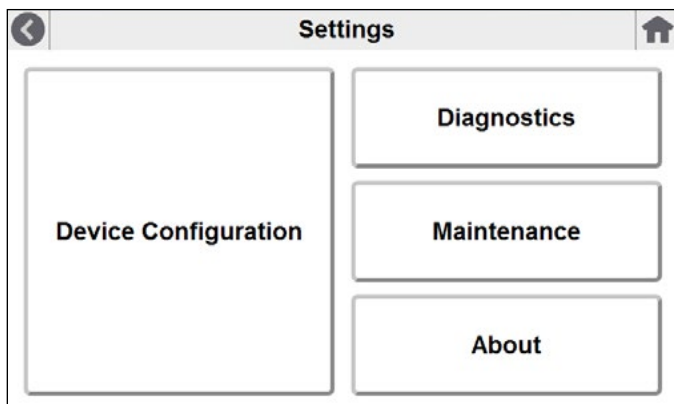 Settings
Device Configuration
Diagnostics
Maintenance
About